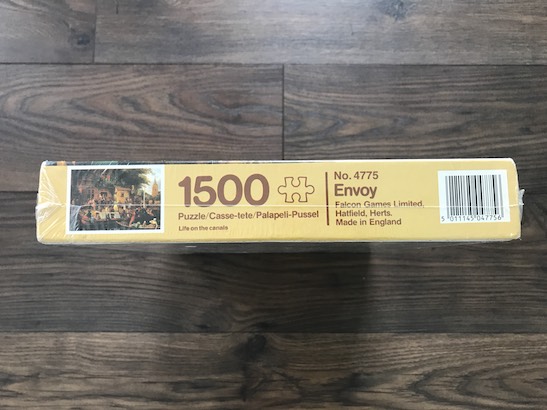 1500
Puzzle/Casse-tete/Palapeli-Pussel
Life on the canals
No. 4775
Envoy
Falcon Games Limited,
Hatfield, Herts.
Made in England
5 011145 047756